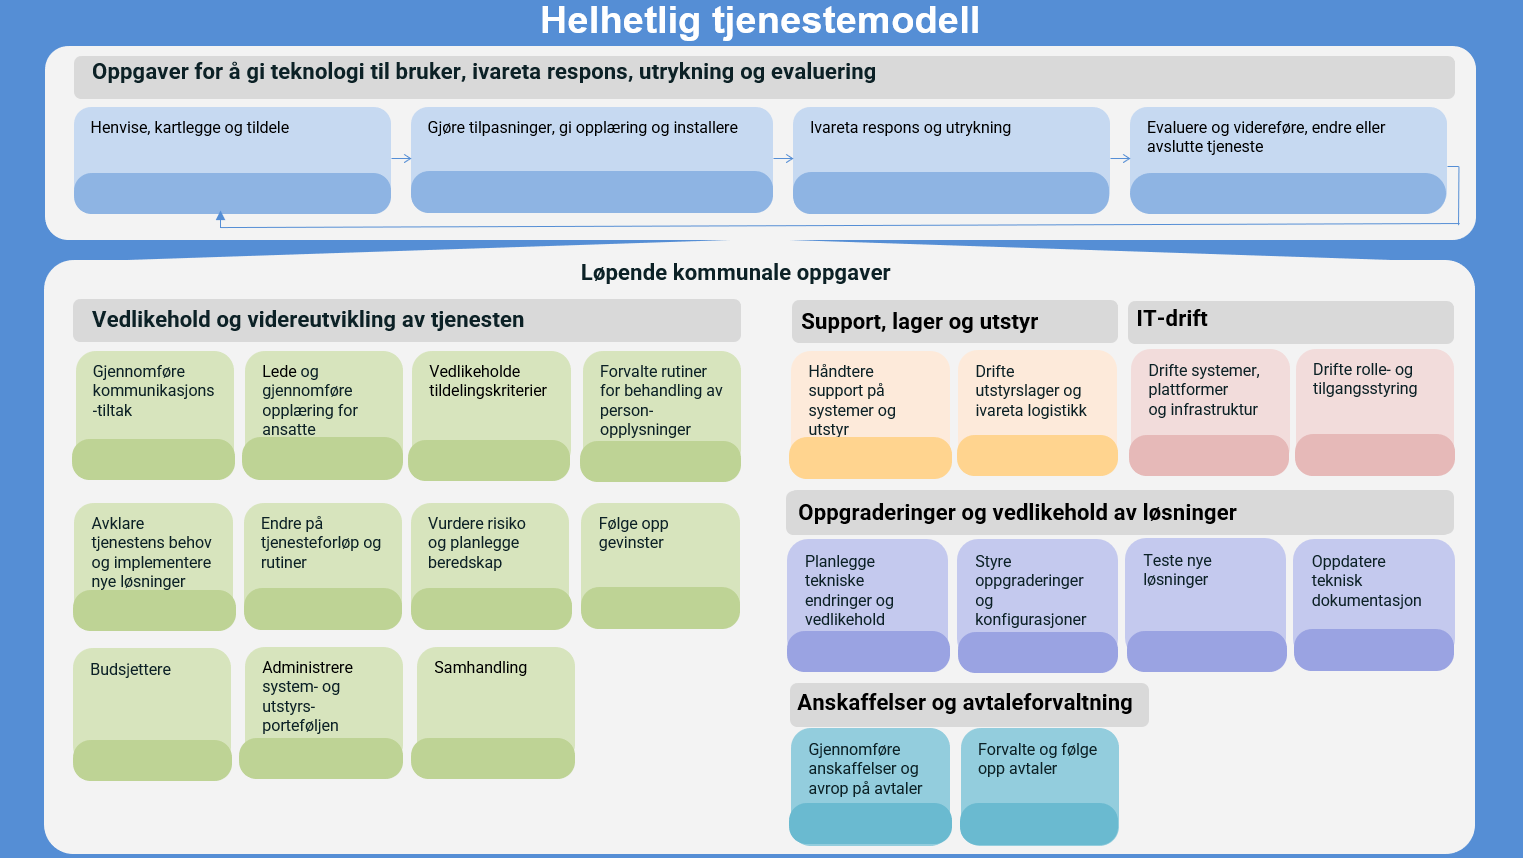 Helhetlig tjenestemodell
Oppgaver for å gi teknologi til bruker, ivareta respons, utrykning og evaluering
Henvise, kartlegge og tildele
Gjøre tilpasninger, gi opplæring og installere
Ivareta respons og utrykning
Evaluere og videreføre, endre eller
avslutte tjeneste
Løpende kommunale oppgaver
Vedlikehold og videreutvikling av tjenesten
Gjennomføre
kommunikasjons
-tiltak
Lede og
gjennomføre
opplæring for
ansatte
Vedlikeholde
tildelingskriterier
Forvalte rutiner
for behandling av
person-
opplysninger
Avklare
tjenestens behov
og implementere
nye løsninger
Endre på
tjenesteforløp og
rutiner
Vurdere risiko
og planlegge
beredskap
Følge opp
gevinster
Budsjettere
Administrere
system- og
utstyrs-
porteføljen
Samhandling
Support, lager og utstyr
Håndtere
support på
systemer og
utstyr
Drifte
utstyrslager og
ivareta logistikk
IT-drift
Drifte systemer,
plattformer
og infrastruktur
Drifte rolle- og
tilgangsstyring
Oppgraderinger og vedlikehold av løsninger
Planlegge
tekniske
endringer og
vedlikehold
Styre
oppgraderinger
og
konfigurasjoner
Teste nye
løsninger
Oppdatere
teknisk
dokumentasjon
Anskaffelser og avtaleforvaltning
Gjennomføre
anskaffelser og
avrop på avtaler
Forvalte og følge
opp avtaler